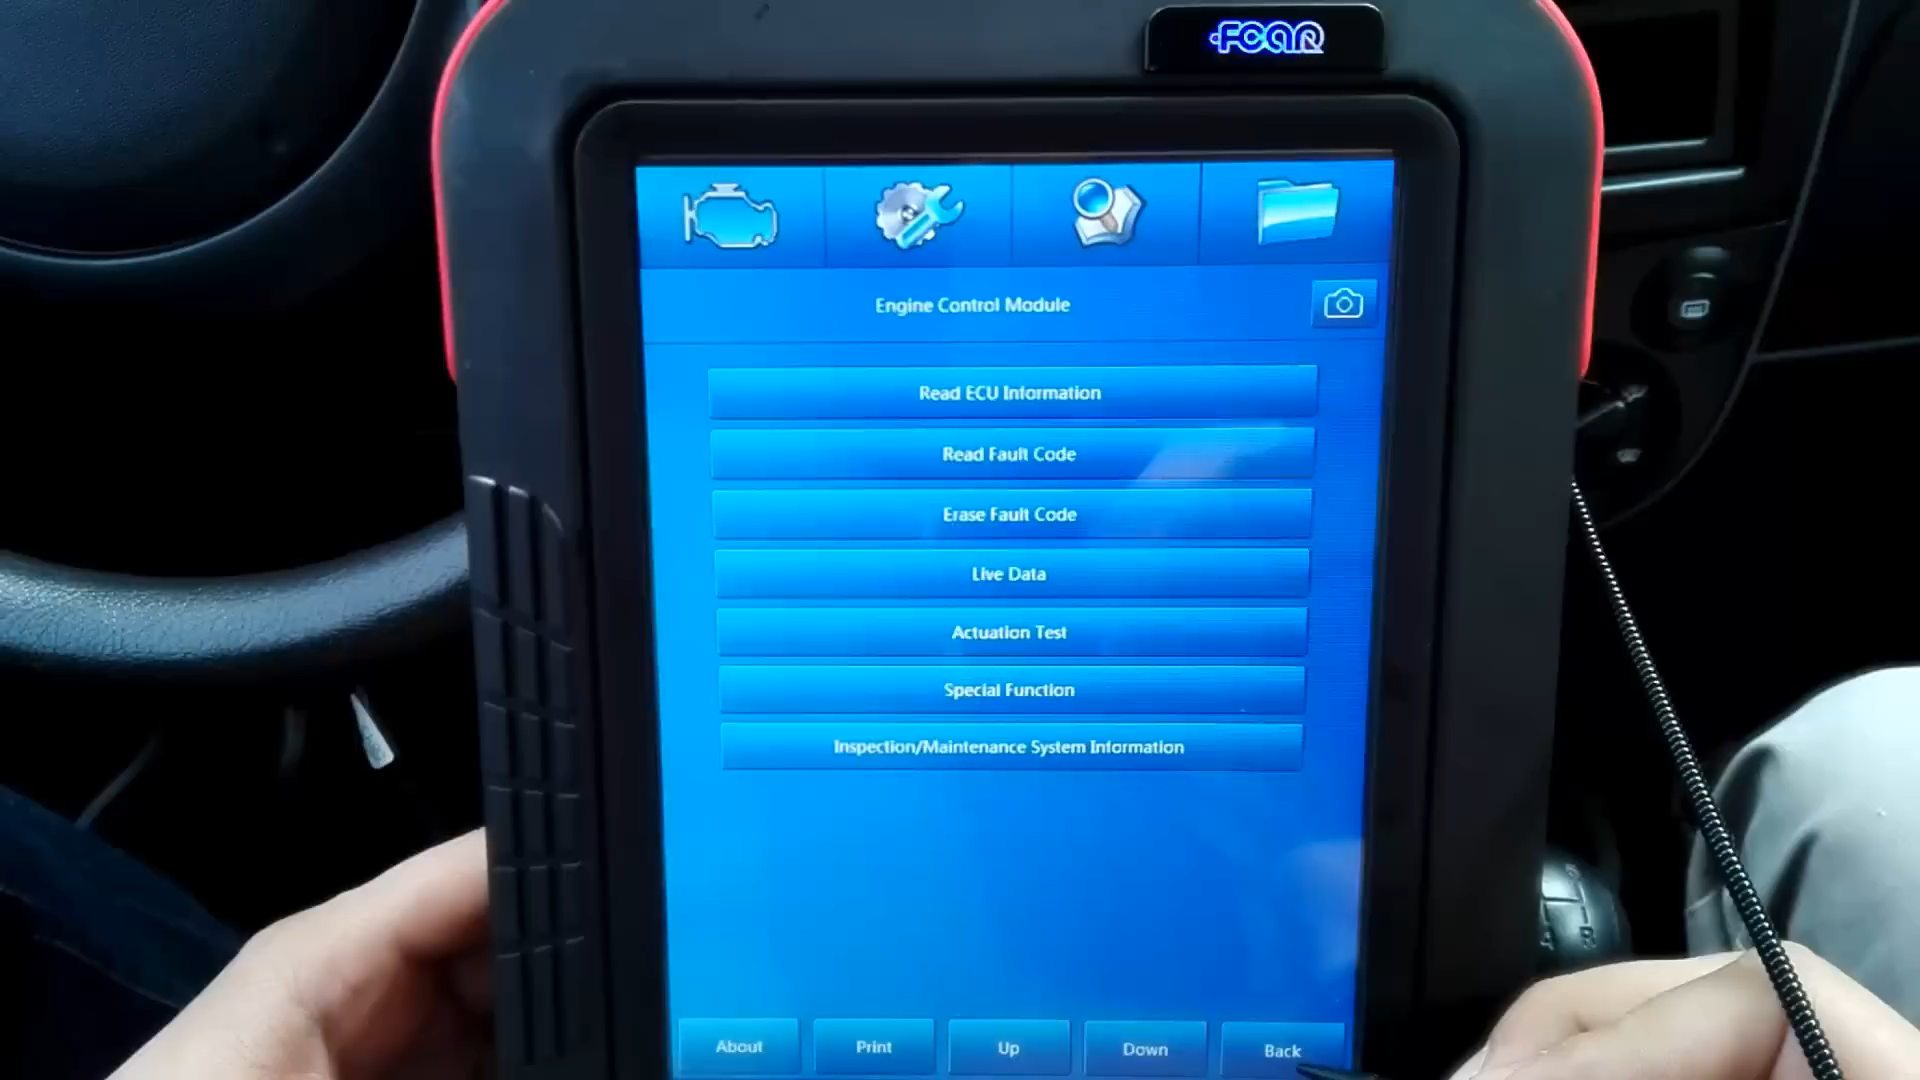 FCAR
Engine Control Module
Read ECU Information
Read Fault Code
Erase Fault Code
Live Data
Actuation Test
Special Function
Inspection/Maintenance System Information
About
Print
Up
Down
Back
R